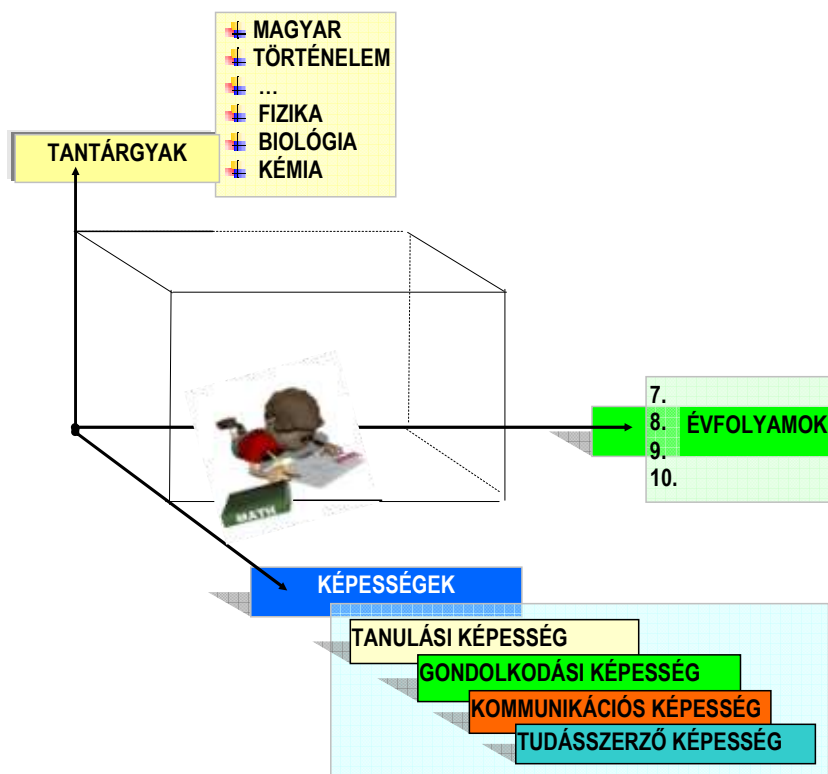 MAGYAR
TÖRTÉNELEM
...
FIZIKA
BIOLÓGIA
KÉMIA
TANTÁRGYAK
7.
8.
9.
10.
ÉVFOLYAMOK
MATH
KÉPESSÉGEK
TANULÁSI KÉPESSÉG
GONDOLKODÁSI KÉPESSÉG
KOMMUNIKÁCIÓS KÉPESSÉG
TUDÁSSZERZŐ KÉPESSÉG